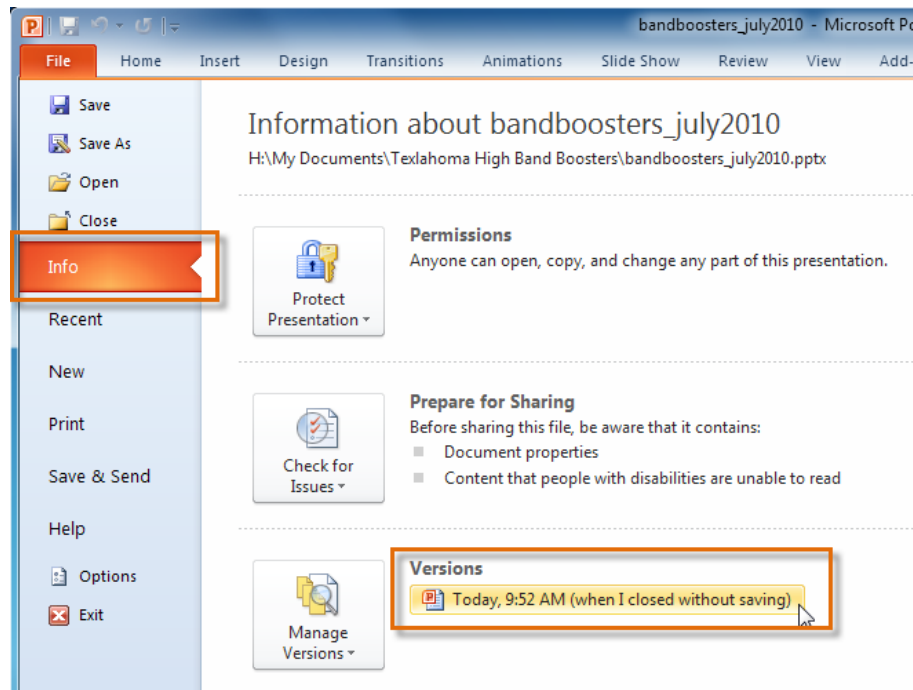 bandboosters_july2010 - Microsoft Po
File Home Insert Design Transitions Animations Slide Show Review View Add-
Save
Save As
Open
Close
Info
Recent
New
Print
Save & Send
Help
Options
Exit
Information about bandboosters_july2010
H:\My Documents\Texlahoma High Band Boosters\bandboosters_july2010.pptx
Protect
Presentation
Permissions
Anyone can open, copy, and change any part of this presentation.
Check for
Issues
Prepare for Sharing
Before sharing this file, be aware that it contains:
Document properties
Content that people with disabilities are unable to read
Manage
Versions
Versions
Today, 9:52 AM (when I closed without saving)